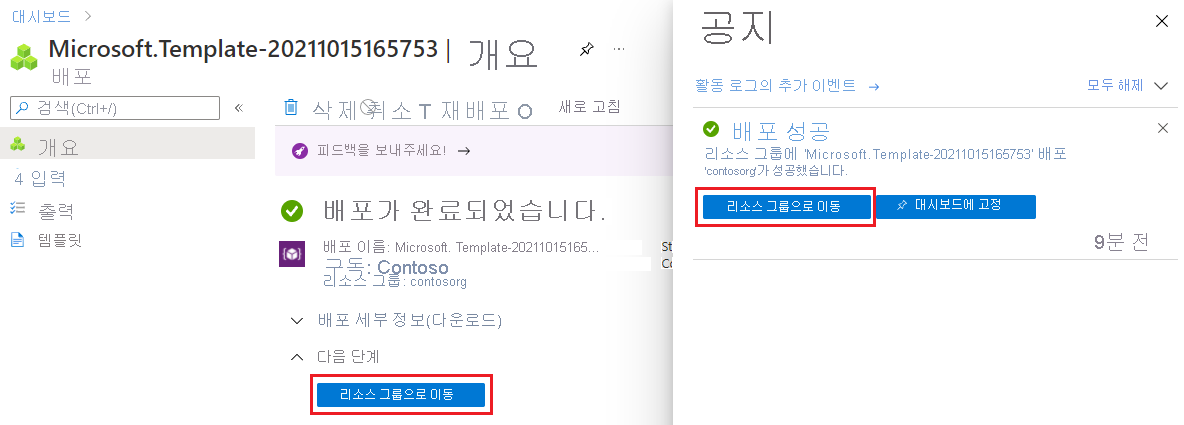 대시보드
Microsoft.Template-20211015165753 | 개요
배포
검색(Ctrl+/)
개요
4 입력
출력
템플릿
삭제 취소 T 재배포 O 새로 고침
피드백을 보내주세요! →
배포가 완료되었습니다.
배포 이름: Microsoft. Template-20211015165...
구독: Contoso
리소스 그룹: contosorg
St
Cc
배포 세부 정보(다운로드)
다음 단계
리소스 그룹으로 이동
공지
활동 로그의 추가 이벤트 →
모두 해제
배포 성공
리소스 그룹에 'Microsoft.Template-20211015165753' 배포
'contosorg'가 성공했습니다.
리소스 그룹으로 이동
대시보드에 고정
9분 전